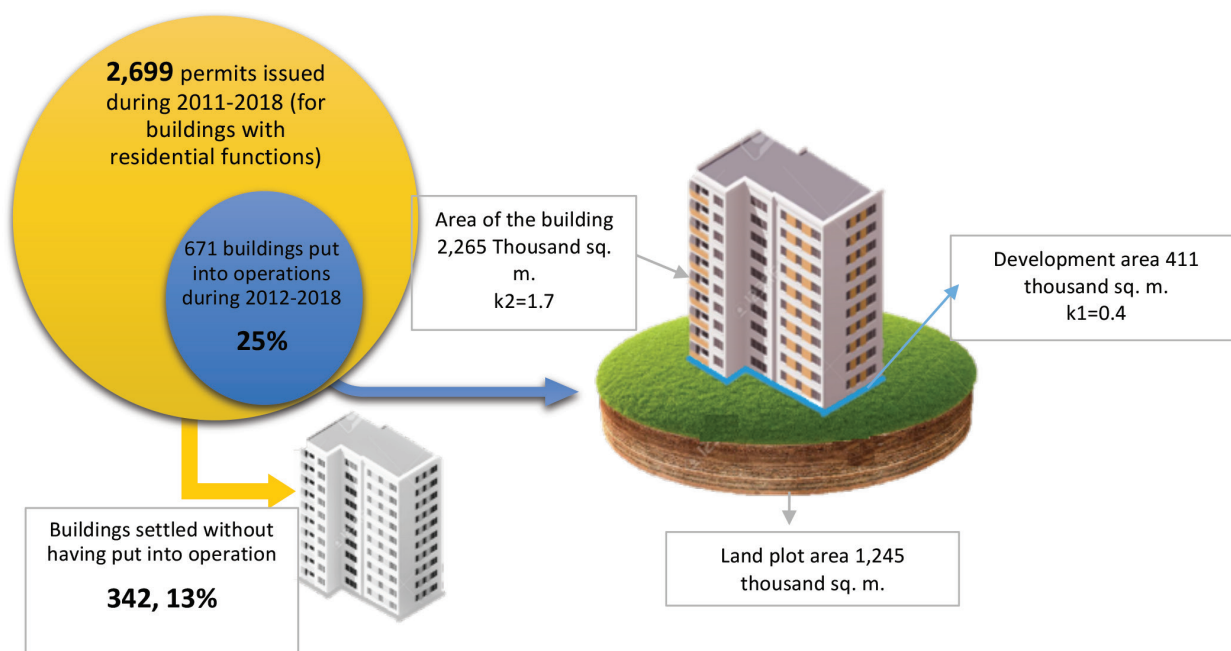 2,699 permits issued
during 2011-2018 (for
buildings with
residential functions)
671 buildings put
into operations
during 2012-2018
25%
Area of the building
2,265 Thousand sq.
m.
k2=1.7
Development area 411
thousand sq. m.
k1=0.4
Buildings settled without
having put into operation
342, 13%
Land plot area 1,245
thousand sq. m.